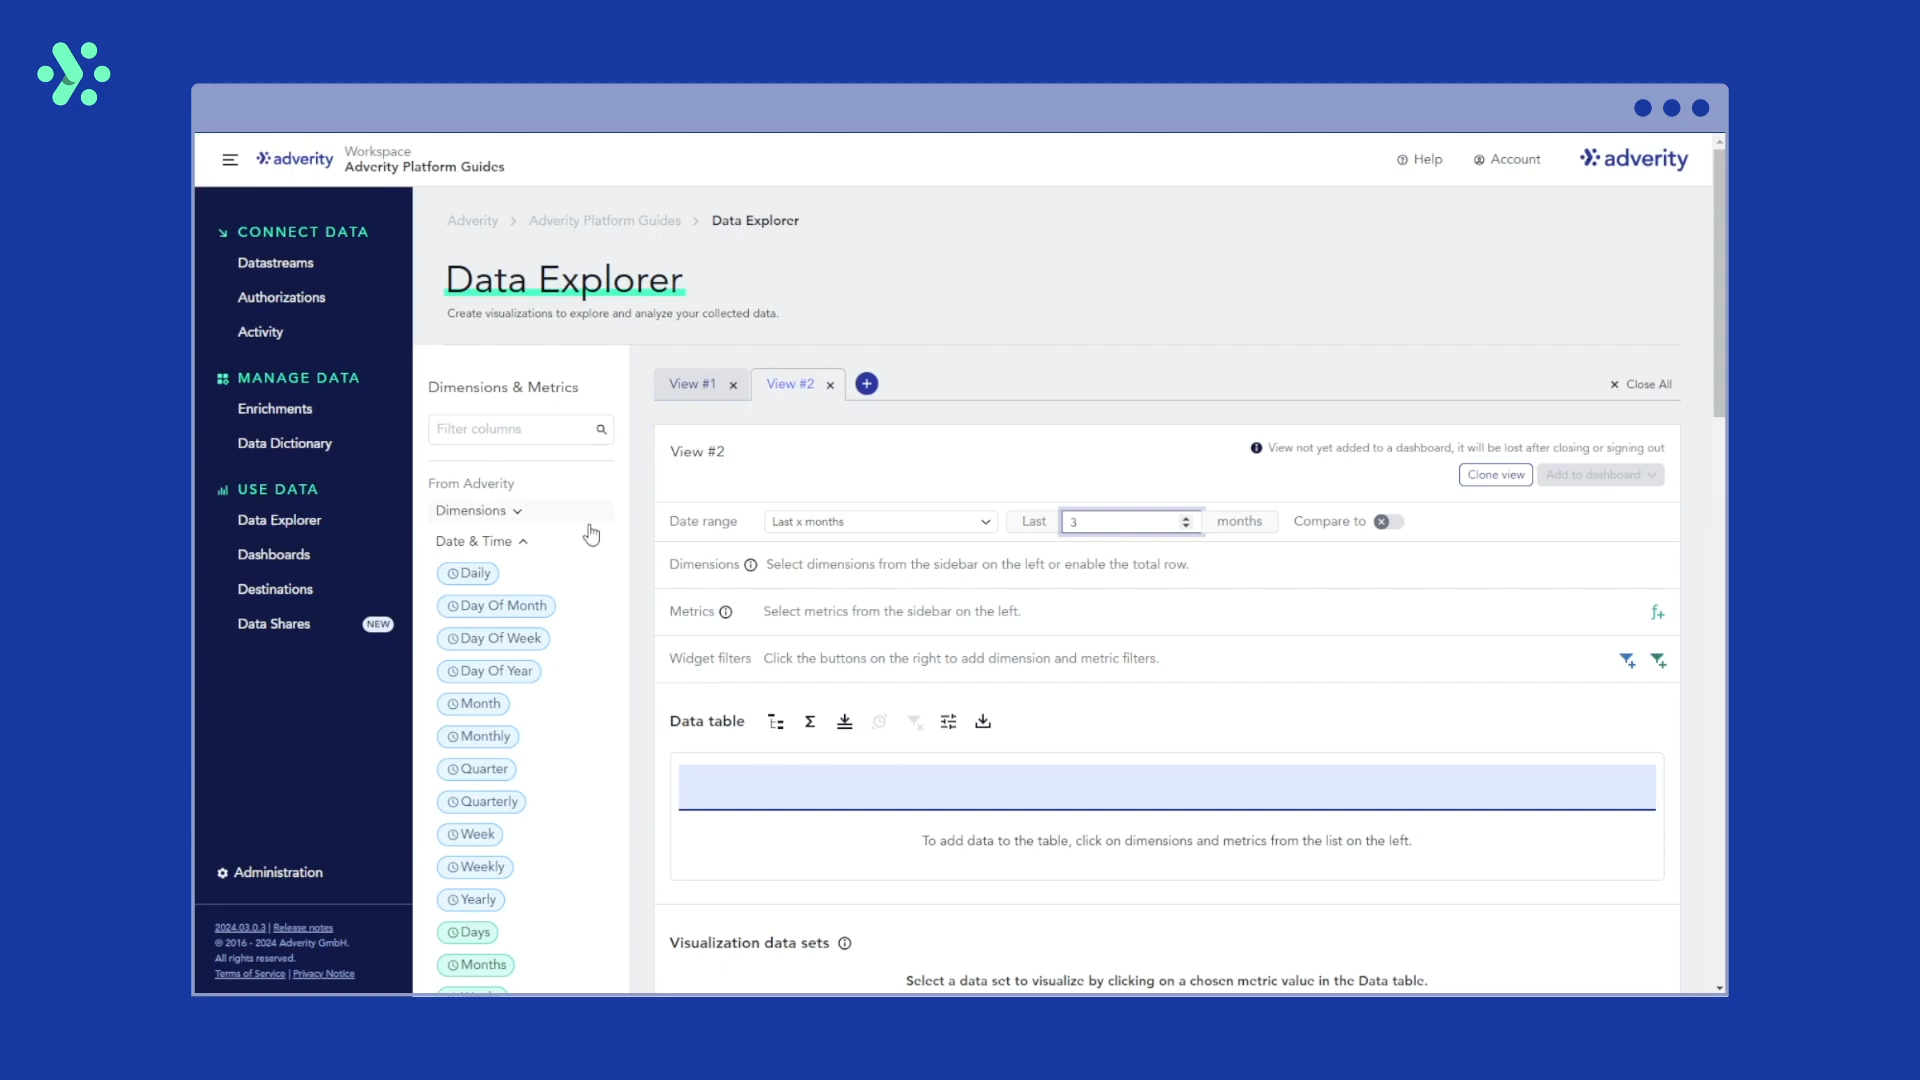 adverity
Workspace
Adverity Platform Guides
Help
Account
adverity
CONNECT DATA
Datastreams
Authorizations
Activity
MANAGE DATA
Enrichments
Data Dictionary
USE DATA
Data Explorer
Dashboards
Destinations
Data Shares NEW
Administration
2024.03.0.3 | Release notes
© 2016 - 2024 Adverity GmbH.
All rights reserved.
Terms of Service | Privacy Notice
Adverity > Adverity Platform Guides > Data Explorer
Data Explorer
Create visualizations to explore and analyze your collected data.
Dimensions & Metrics
Filter columns
From Adverity
Dimensions
Date & Time
Daily
Day Of Month
Day Of Week
Day Of Year
Month
Monthly
Quarter
Quarterly
Week
Weekly
Yearly
Days
Months
View #1
View #2
Close All
View #2
View not yet added to a dashboard, it will be lost after closing or signing out
Clone view
Add to dashboard
Date range Last x months Last 3 months Compare to
Dimensions Select dimensions from the sidebar on the left or enable the total row.
Metrics Select metrics from the sidebar on the left.
Widget filters Click the buttons on the right to add dimension and metric filters.
Data table
To add data to the table, click on dimensions and metrics from the list on the left.
Visualization data sets
Select a data set to visualize by clicking on a chosen metric value in the Data table.